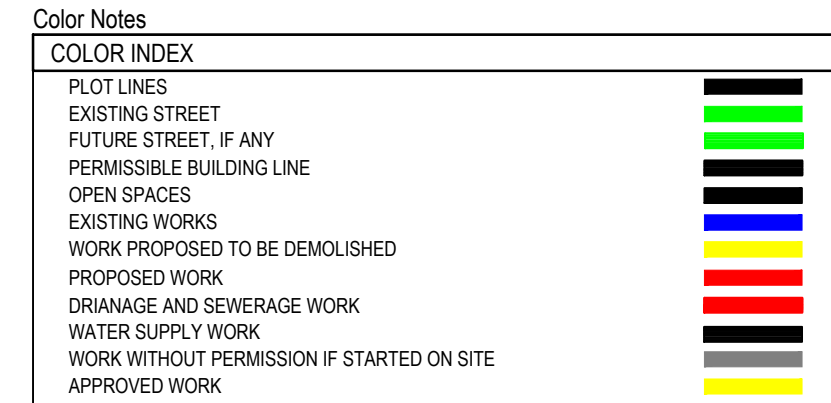 Color Notes
COLOR INDEX
PLOT LINES
EXISTING STREET
FUTURE STREET, IF ANY
PERMISSIBLE BUILDING LINE
OPEN SPACES
EXISTING WORKS
WORK PROPOSED TO BE DEMOLISHED
PROPOSED WORK
DRIANAGE AND SEWERAGE WORK
WATER SUPPLY WORK
WORK WITHOUT PERMISSION IF STARTED ON SITE
APPROVED WORK